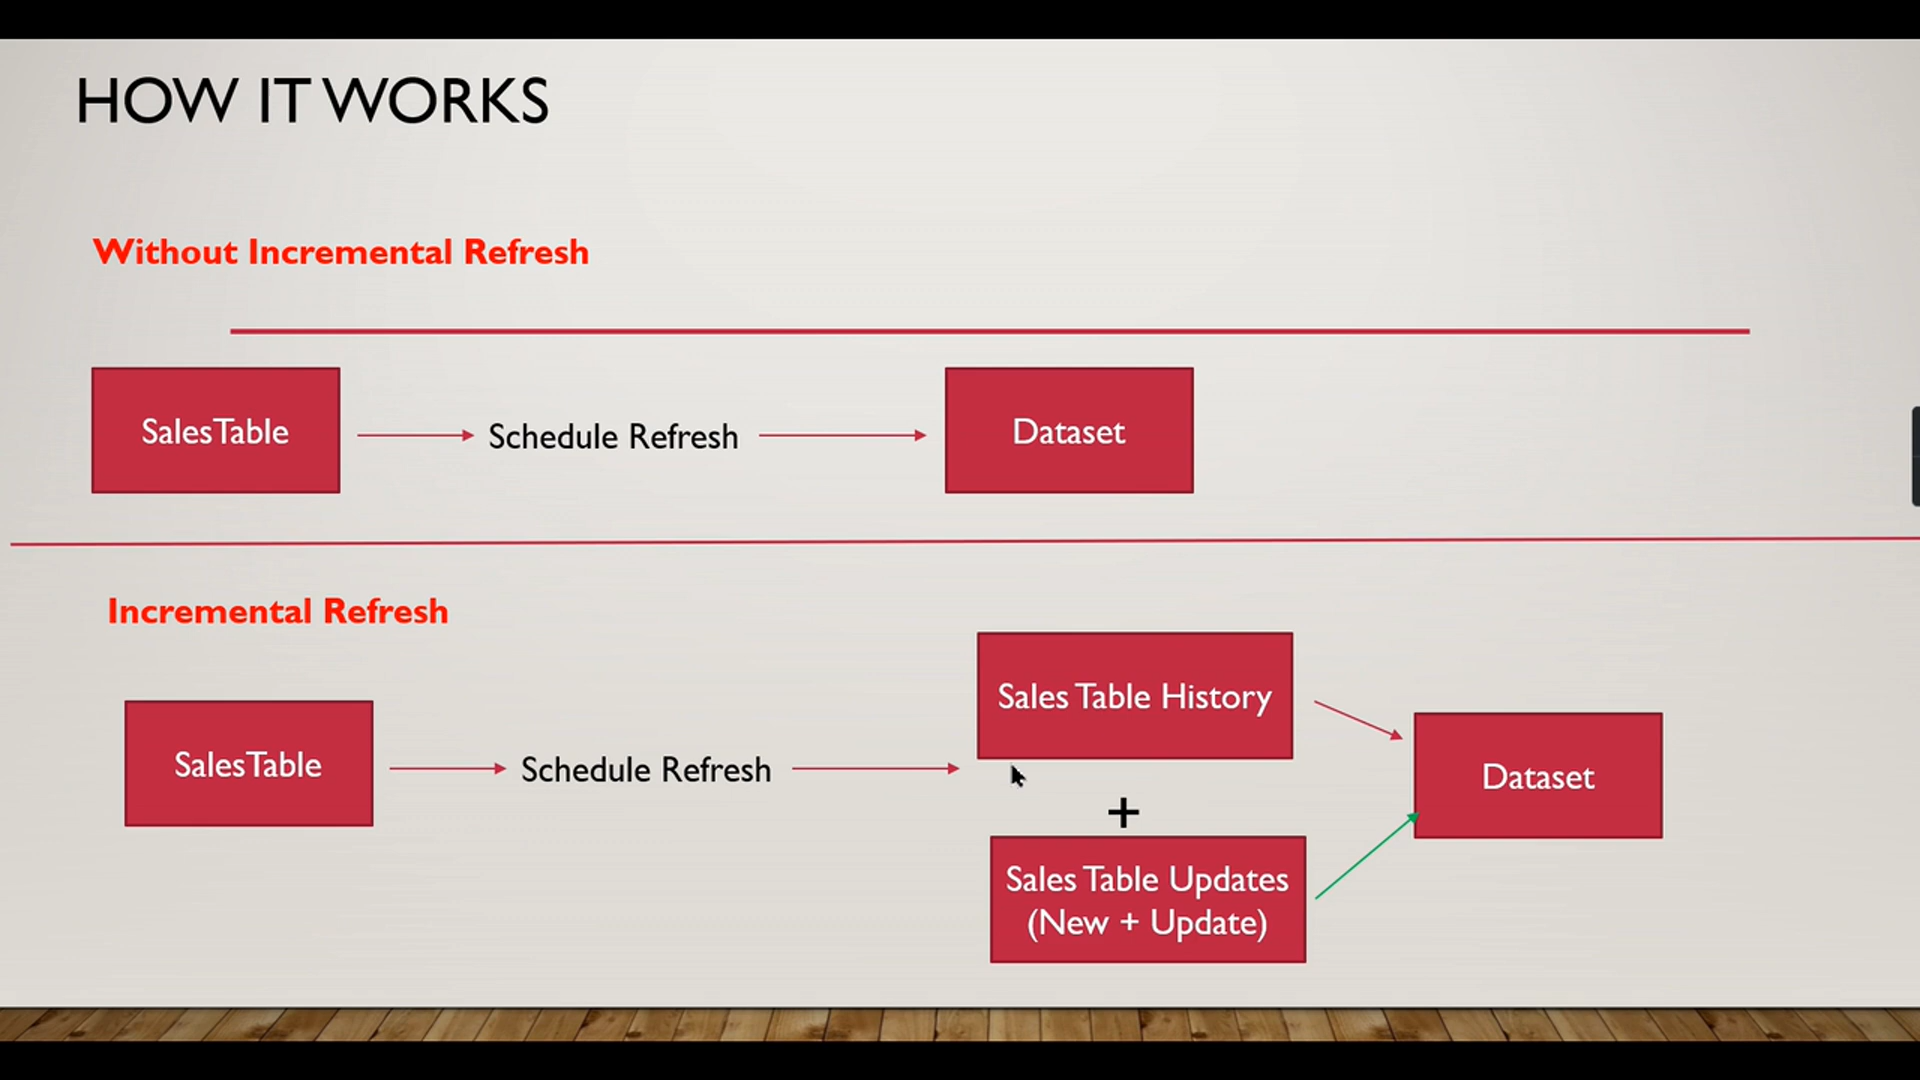 HOW IT WORKS
Without Incremental Refresh
SalesTable
Schedule Refresh
Dataset
Incremental Refresh
SalesTable
Schedule Refresh
Sales Table History
+
Sales Table Updates
(New + Update)
Dataset